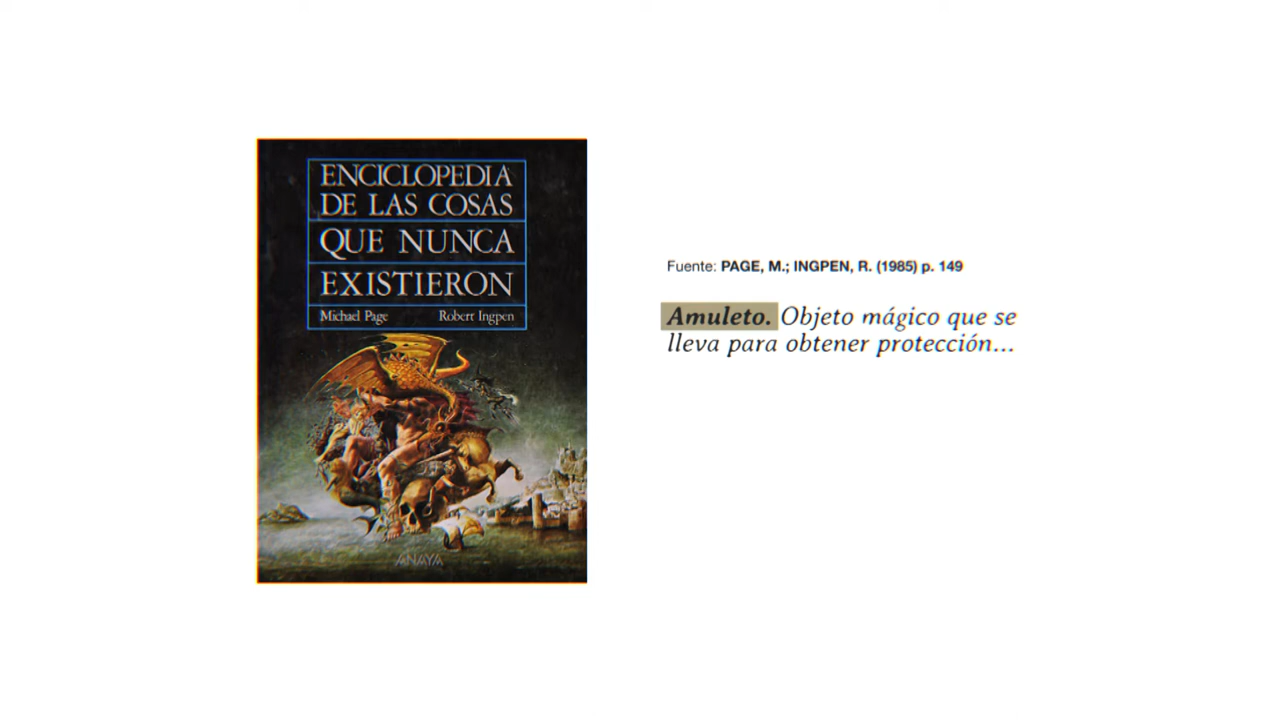 ENCICLOPEDIA
DE LAS COSAS
QUE NUNCA
EXISTIERON
Michael Page Robert Ingpen
ANAYA
Fuente: PAGE, M.; INGPEN, R. (1985) p. 149
Amuleto. Objeto mágico que se
lleva para obtener protección...